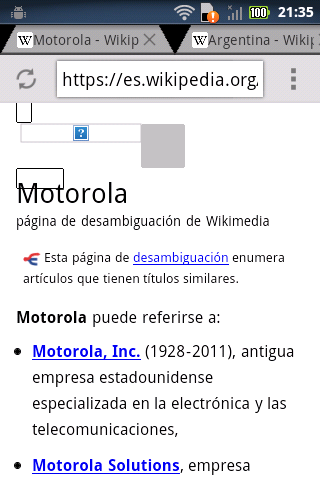 100 21:35
Motorola - Wikip
Argentina - Wikip
https://es.wikipedia.org/
Motorola
página de desambiguación de Wikimedia
Esta página de desambiguación enumera
artículos que tienen títulos similares.
Motorola puede referirse a:
Motorola, Inc. (1928-2011), antigua
empresa estadounidense
especializada en la electrónica y las
telecomunicaciones,
Motorola Solutions, empresa